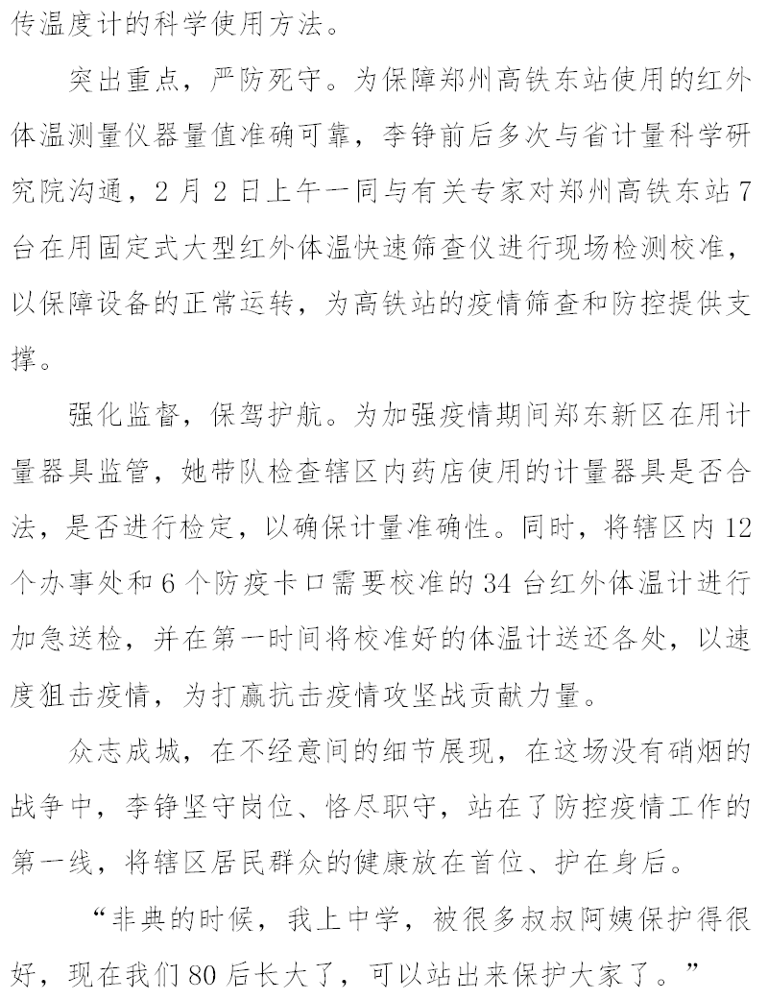 传温度计的科学使用方法。
突出重点，严防死守。为保障郑州高铁东站使用的红外
体温测量仪器量值准确可靠，李铮前后多次与省计量科学研
究院沟通，2 月 2 日上午一同与有关专家对郑州高铁东站 7
台在用固定式大型红外体温快速筛查仪进行现场检测校准，
以保障设备的正常运转，为高铁站的疫情筛查和防控提供支
撑。
强化监督，保驾护航。为加强疫情期间郑东新区在用计
量器具监管，她带队检查辖区内药店使用的计量器具是否合
法，是否进行检定，以确保计量准确性。同时，将辖区内 12
个办事处和 6 个防疫卡口需要校准的 34 台红外体温计进行
加急送检，并在第一时间将校准好的体温计送还各处，以速
度狙击疫情，为打赢抗击疫情攻坚战贡献力量。
众志成城，在不经意间的细节展现，在这场没有硝烟的
战争中，李铮坚守岗位、恪尽职守，站在了防控疫情工作的
第一线，将辖区居民群众的健康放在首位、护在身后。
“非典的时候，我上中学，被很多叔叔阿姨保护得很
好，现在我们 80 后长大了，可以站出来保护大家了。”